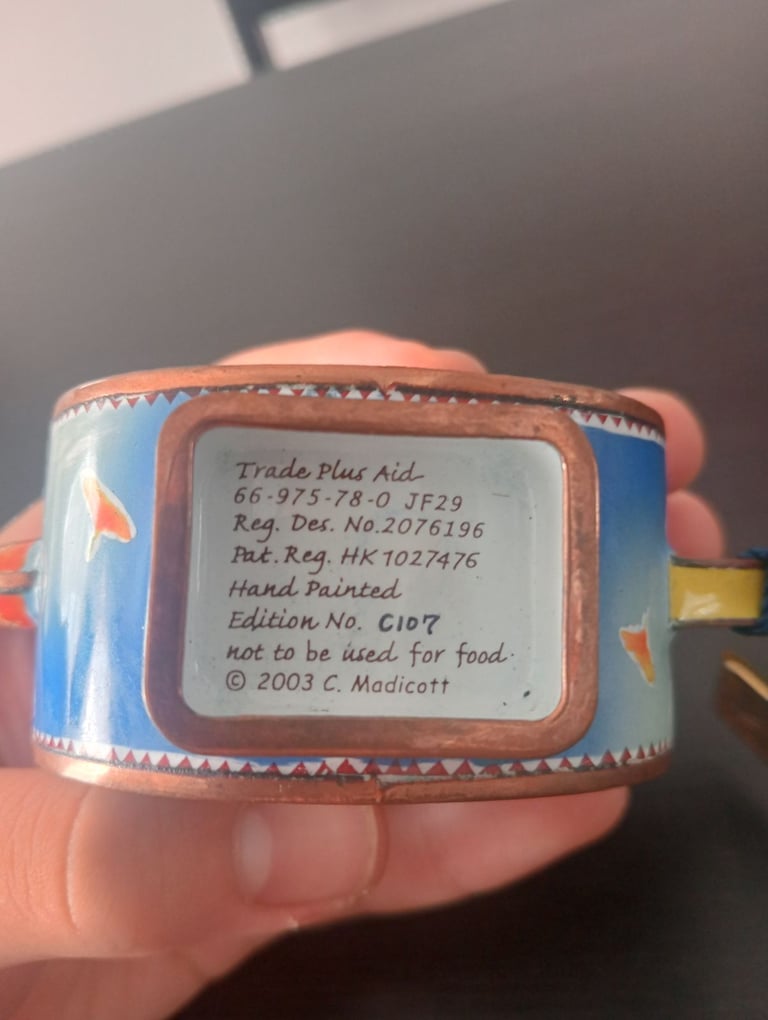 Trade Plus Aid
66-975-78-0 JF29
Reg. Des. No.2076196
Pat. Reg. HK 1027476
Hand Painted
Edition No. C107
not to be used for food.
© 2003 C. Madicott